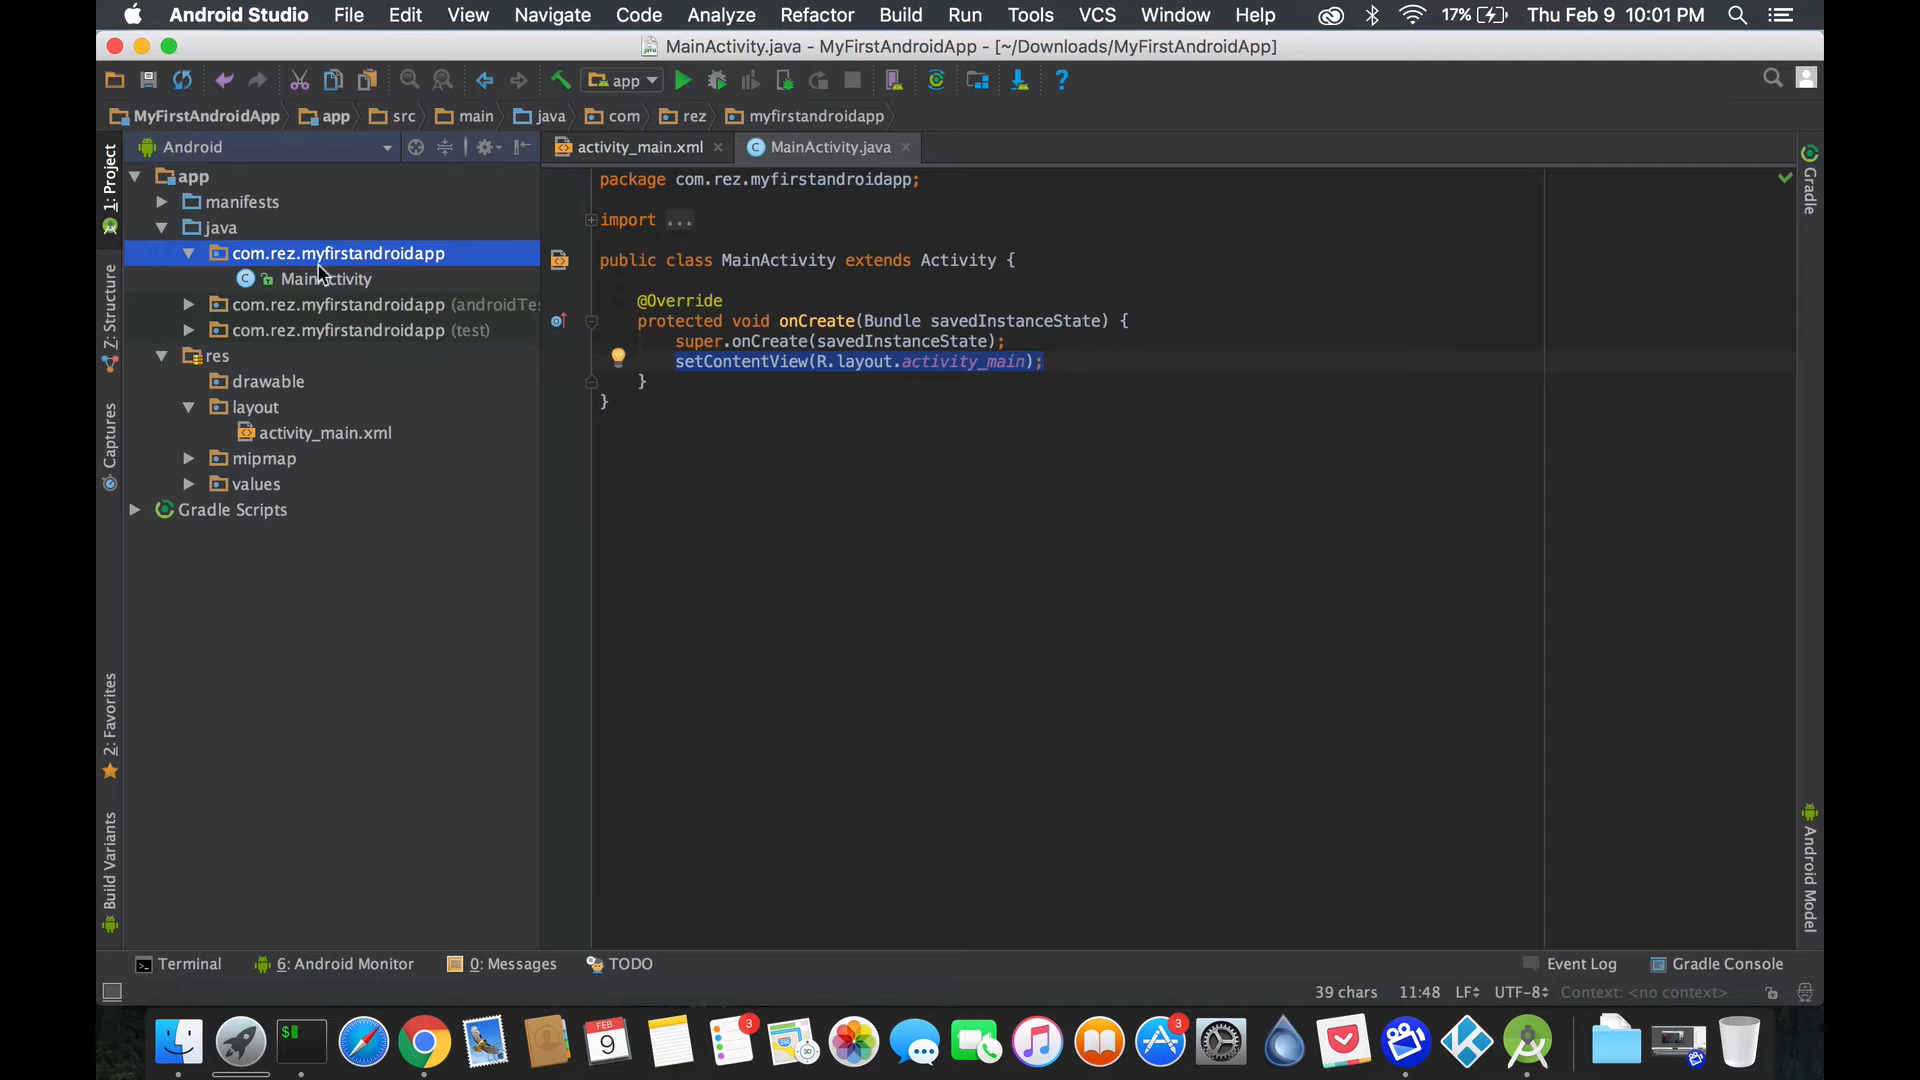 Android Studio File Edit View Navigate Code Analyze Refactor Build Run Tools VCS Window Help 17% Thu Feb 9 10:01 PM
MainActivity.java - MyFirstAndroidApp - [~/Downloads/MyFirstAndroidApp]
app
MyFirstAndroidApp app src main java com rez myfirstandroidapp
Android
activity_main.xml MainActivity.java
1: Project
Z: Structure
Captures
2: Favorites
Build Variants
app
manifests
java
com.rez.myfirstandroidapp
MainActivity
com.rez.myfirstandroidapp (androidTe
com.rez.myfirstandroidapp (test)
res
drawable
layout
activity_main.xml
mipmap
values
Gradle Scripts
package com.rez.myfirstandroidapp;
import ...
public class MainActivity extends Activity {
@Override
protected void onCreate(Bundle savedInstanceState) {
super.onCreate(savedInstanceState);
setContentView(R.layout.activity_main);
}
}
Gradle
Android Model
Terminal 6: Android Monitor 0: Messages TODO Event Log Gradle Console
39 chars 11:48 LF UTF-8 Context: <no context>
$
FEB
9
3
3D
3